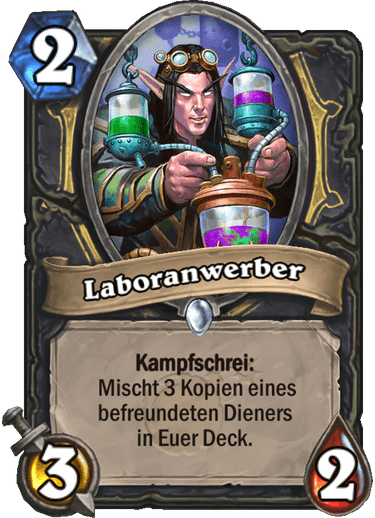 2
Laboranwerber
Kampfschrei:
Mischt 3 Kopien eines
befreundeten Dieners
in Euer Deck.
3
2